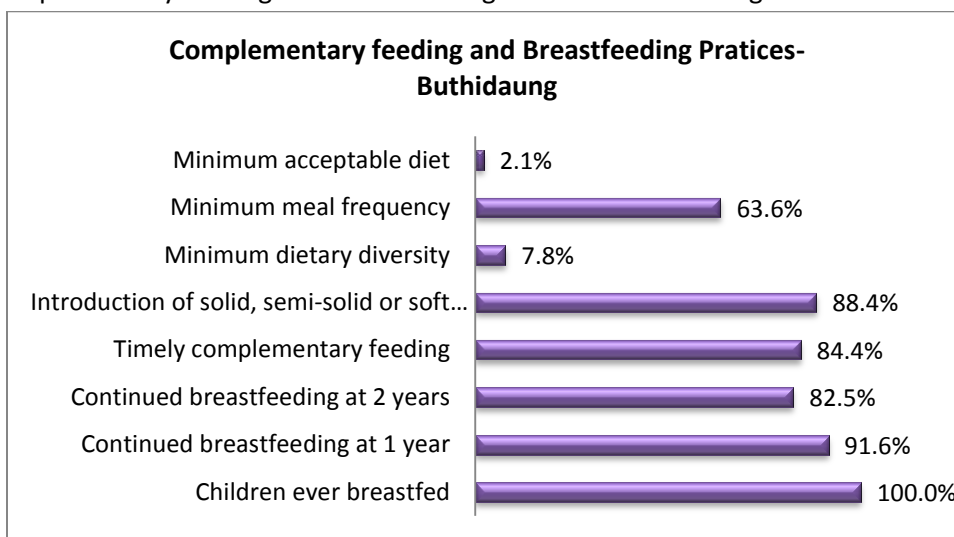 Complementary feeding and Breastfeeding Pratices-
Buthidaung
Minimum acceptable diet 2.1%
Minimum meal frequency 63.6%
Minimum dietary diversity 7.8%
Introduction of solid, semi-solid or soft... 88.4%
Timely complementary feeding 84.4%
Continued breastfeeding at 2 years 82.5%
Continued breastfeeding at 1 year 91.6%
Children ever breastfed 100.0%